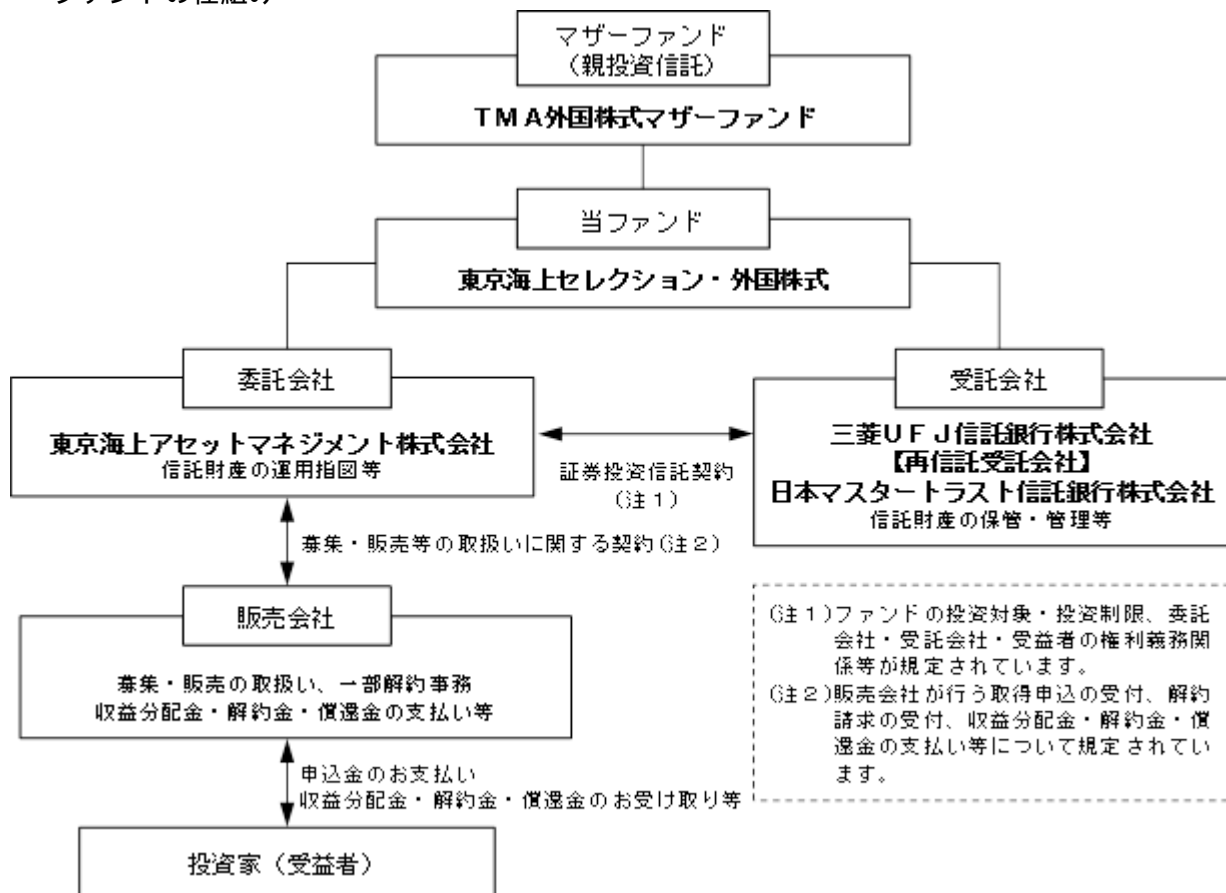 ファンドの仕組み
マザーファンド
（親投資信託）
ＴＭＡ外国株式マザーファンド
当ファンド
東京海上セレクション・外国株式
委託会社
東京海上アセットマネジメント株式会社
信託財産の運用指図等
証券投資信託契約
（注１）
受託会社
三菱ＵＦＪ信託銀行株式会社
【再信託受託会社】
日本マスタートラスト信託銀行株式会社
信託財産の保管・管理等
募集・販売等の取扱いに関する契約（注２）
販売会社
募集・販売の取扱い、一部解約事務
収益分配金・解約金・償還金の支払い等
申込金のお支払い
収益分配金・解約金・償還金のお受け取り等
投資家（受益者）
（注１）ファンドの投資対象・投資制限、委託
会社・受託会社・受益者の権利義務関
係等が規定されています。
（注２）販売会社が行う取得申込の受付、解約
請求の受付、収益分配金・解約金・償
還金の支払い等について規定されてい
ます。